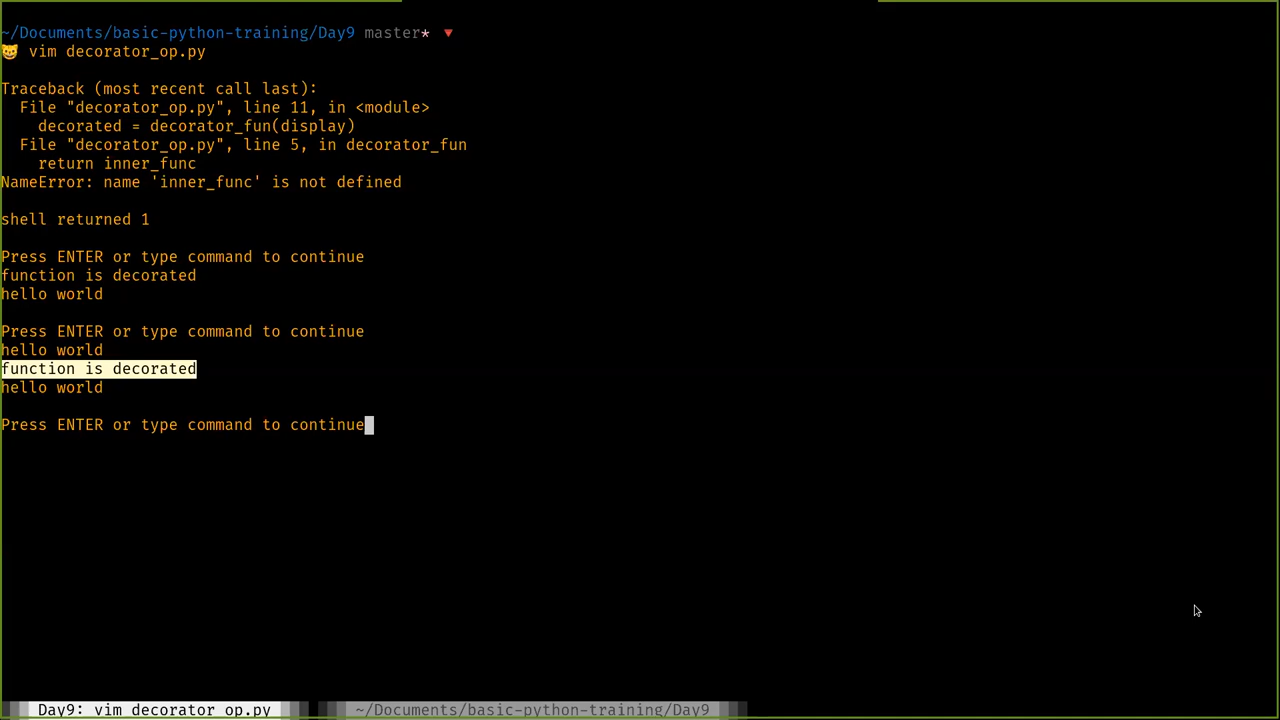 ~/Documents/basic-python-training/Day9 master*
vim decorator_op.py
Traceback (most recent call last):
  File "decorator_op.py", line 11, in <module>
    decorated = decorator_fun(display)
  File "decorator_op.py", line 5, in decorator_fun
    return inner_func
NameError: name 'inner_func' is not defined
shell returned 1
Press ENTER or type command to continue
function is decorated
hello world
Press ENTER or type command to continue
hello world
function is decorated
hello world
Press ENTER or type command to continue
Day9: vim decorator_op.py ~/Documents/basic-python-training/Day9